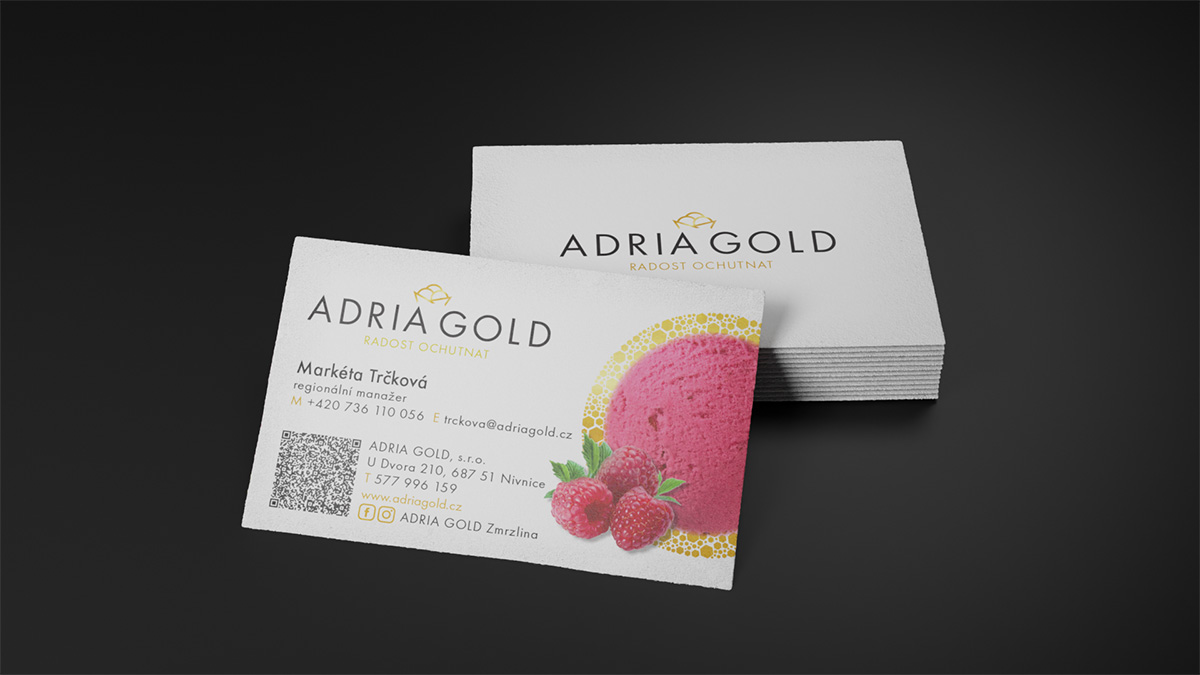 ADRIA GOLD
RADOST OCHUTNAT
ADRIA GOLD
RADOST OCHUTNAT
Markéta Trčková
regionální manažer
M +420 736 110 056 E trckova@adriagold.cz
ADRIA GOLD, s.r.o.
U Dvora 210, 687 51 Nivnice
T 577 996 159
www.adriagold.cz
ADRIA GOLD Zmrzlina